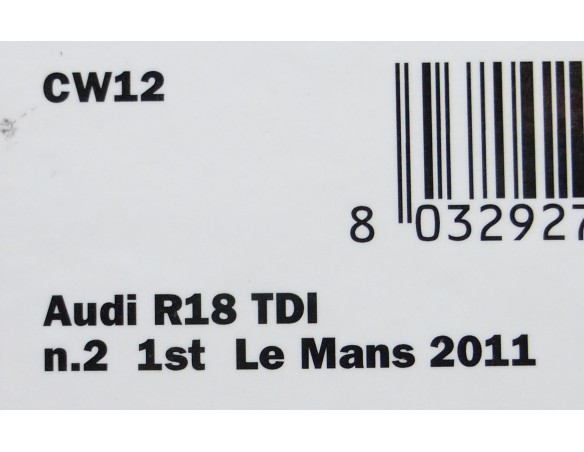 CW12
8 032927
Audi R18 TDI
n.2 1st Le Mans 2011